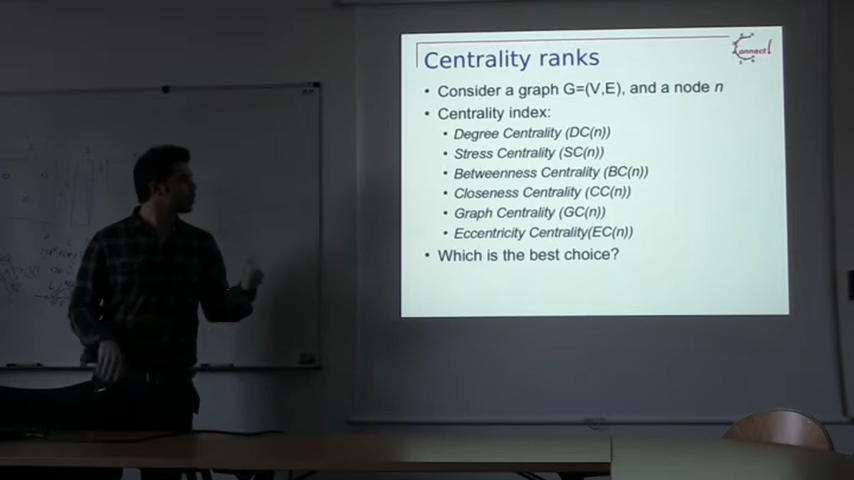 Centrality ranks
Connect!
• Consider a graph G=(V,E), and a node n
• Centrality index:
• Degree Centrality (DC(n))
• Stress Centrality (SC(n))
• Betweenness Centrality (BC(n))
• Closeness Centrality (CC(n))
• Graph Centrality (GC(n))
• Eccentricity Centrality(EC(n))
• Which is the best choice?